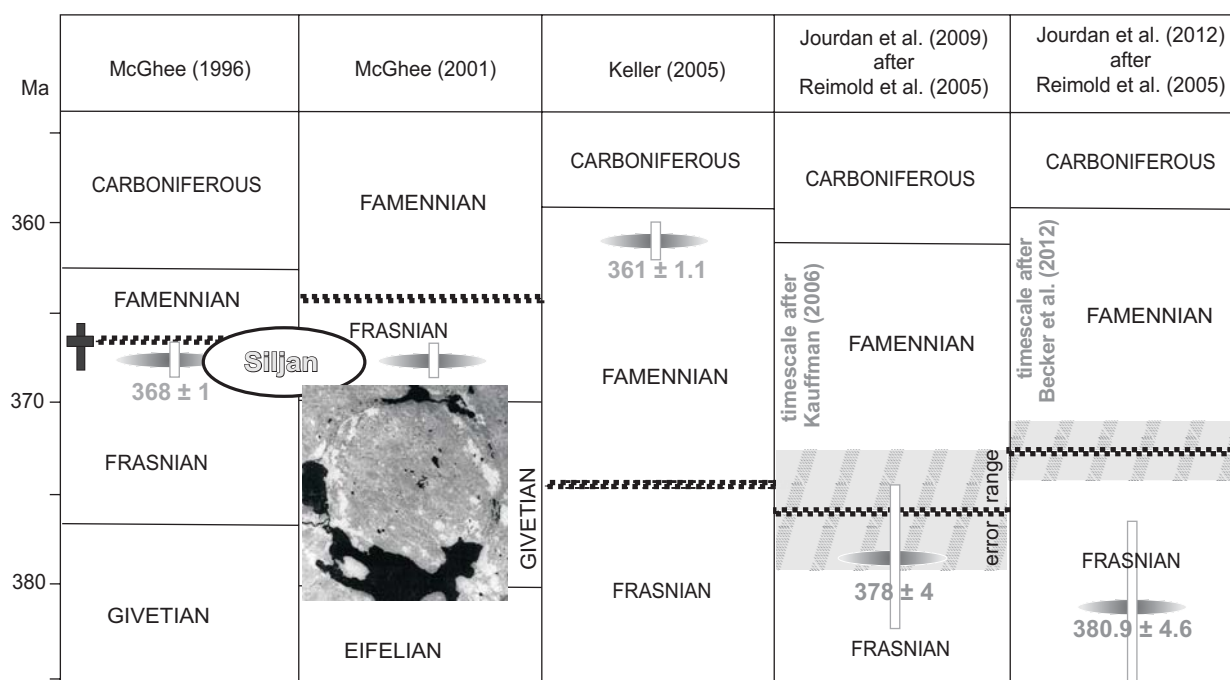 Ma
McGhee (1996)
McGhee (2001)
Keller (2005)
Jourdan et al. (2009)
after
Reimold et al. (2005)
Jourdan et al. (2012)
after
Reimold et al. (2005)
360
370
380
CARBONIFEROUS
FAMENNIAN
368 ± 1
FRASNIAN
GIVETIAN
Siljan
FAMENNIAN
FRASNIAN
GIVETIAN
EIFELIAN
CARBONIFEROUS
361 ± 1.1
FAMENNIAN
FRASNIAN
CARBONIFEROUS
timescale after
Kauffman (2006)
FAMENNIAN
error range
378 ± 4
FRASNIAN
CARBONIFEROUS
timescale after
Becker et al. (2012)
FAMENNIAN
FRASNIAN
380.9 ± 4.6